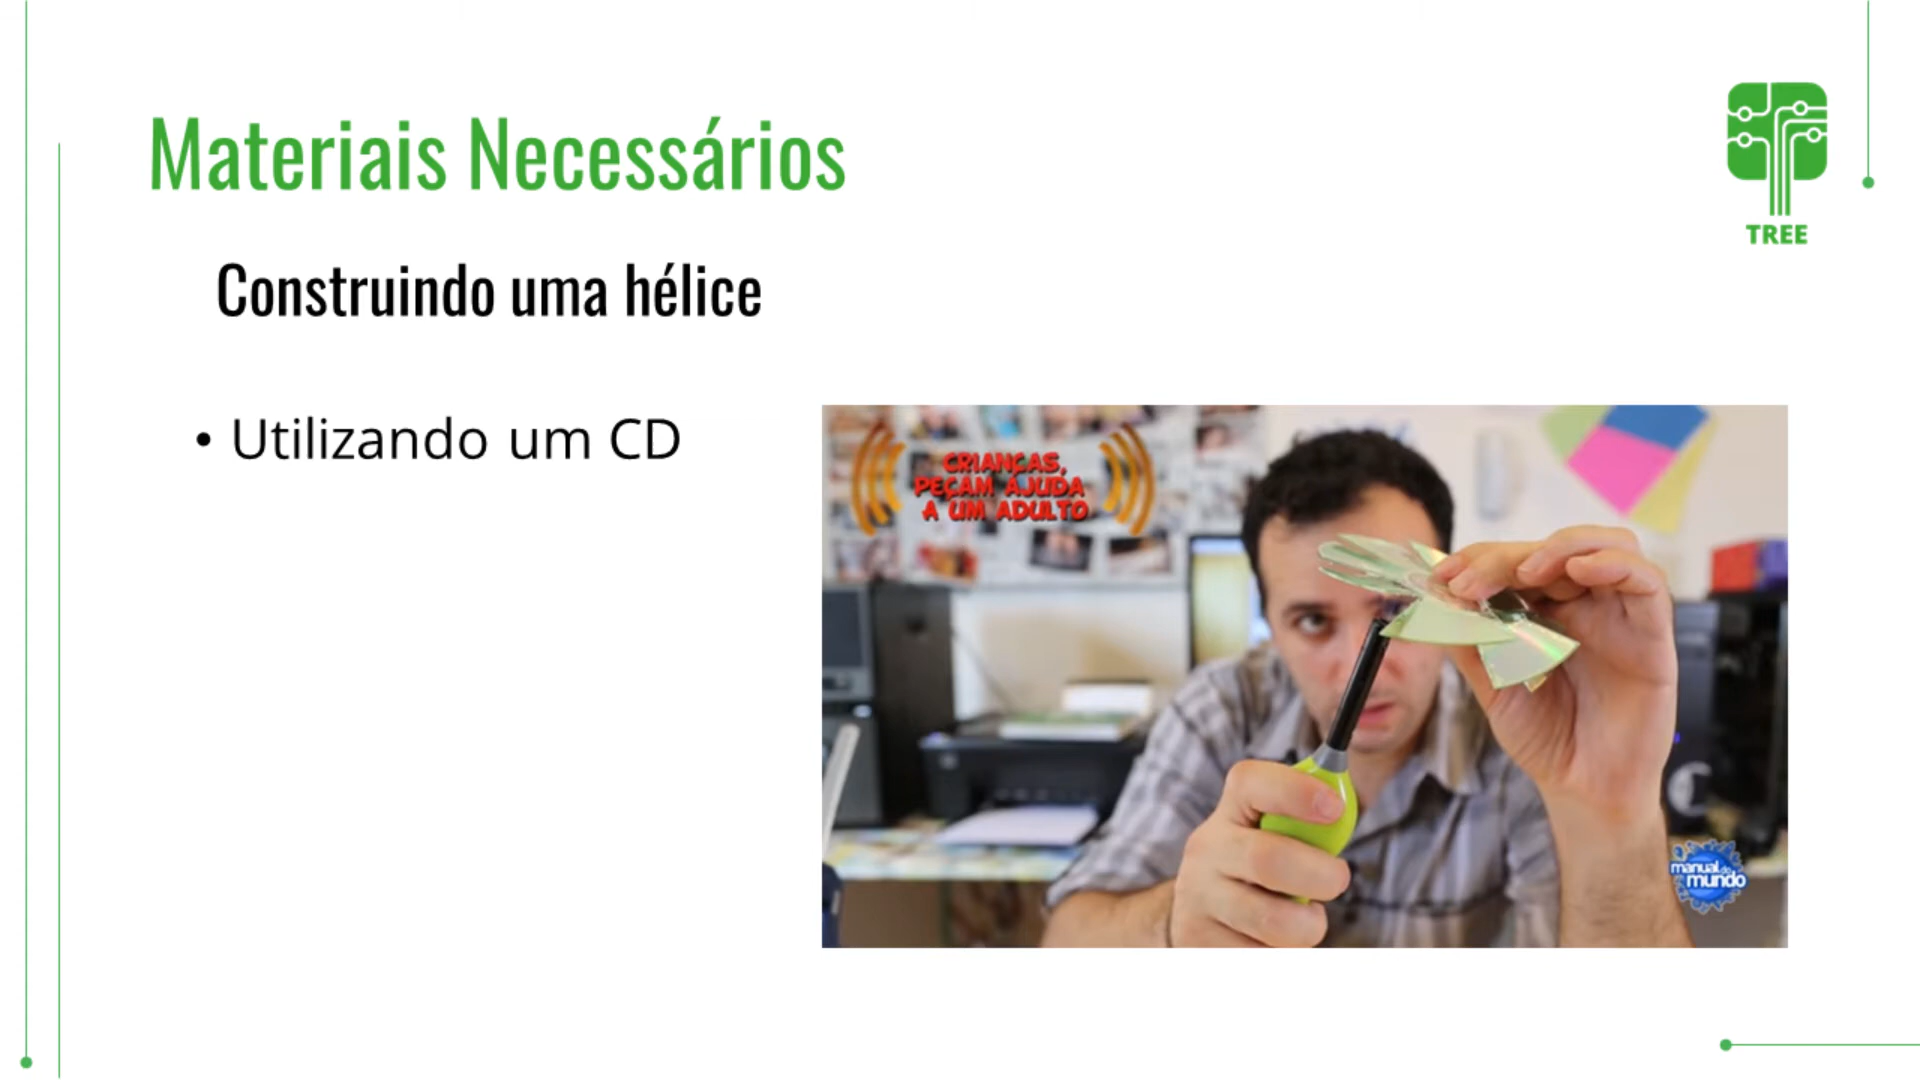 Materiais Necessários
TREE
Construindo uma hélice
• Utilizando um CD
CRIANÇAS,
PEÇAM AJUDA
A UM ADULTO
manual do
mundo